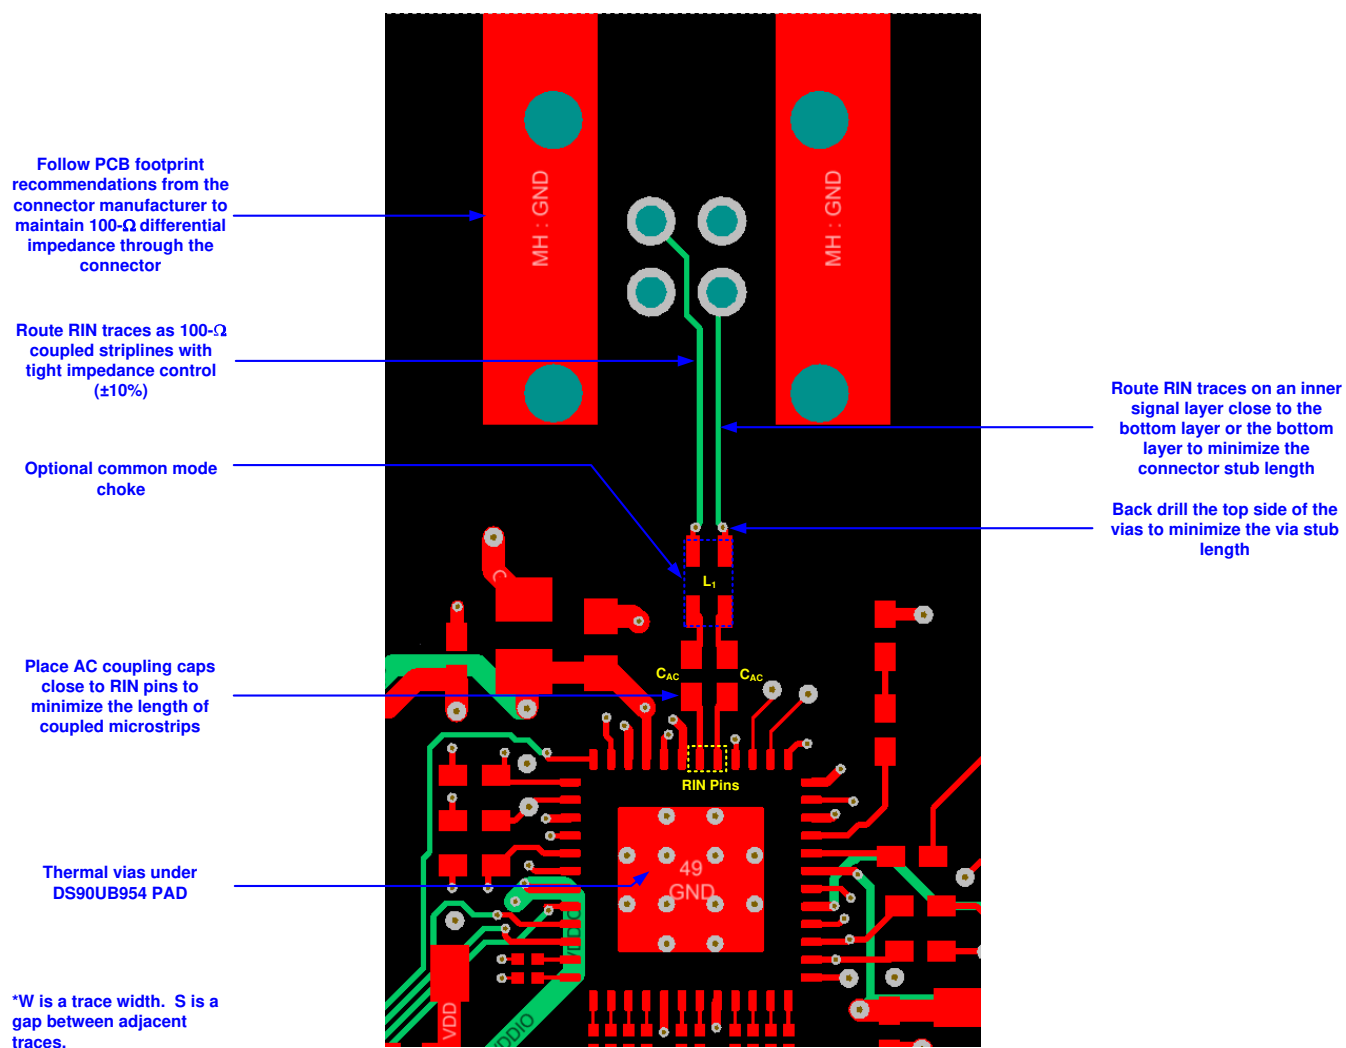 Follow PCB footprint
recommendations from the
connector manufacturer to
maintain 100-Ω differential
impedance through the
connector
Route RIN traces as 100-Ω
coupled striplines with
tight impedance control
(±10%)
Optional common mode
choke
Place AC coupling caps
close to RIN pins to
minimize the length of
coupled microstrips
Thermal vias under
DS90UB954 PAD
*W is a trace width. S is a
gap between adjacent
traces.
MH : GND
MH : GND
L1
CAC
CAC
RIN Pins
49
GND
VDD
Route RIN traces on an inner
signal layer close to the
bottom layer or the bottom
layer to minimize the
connector stub length
Back drill the top side of the
vias to minimize the via stub
length